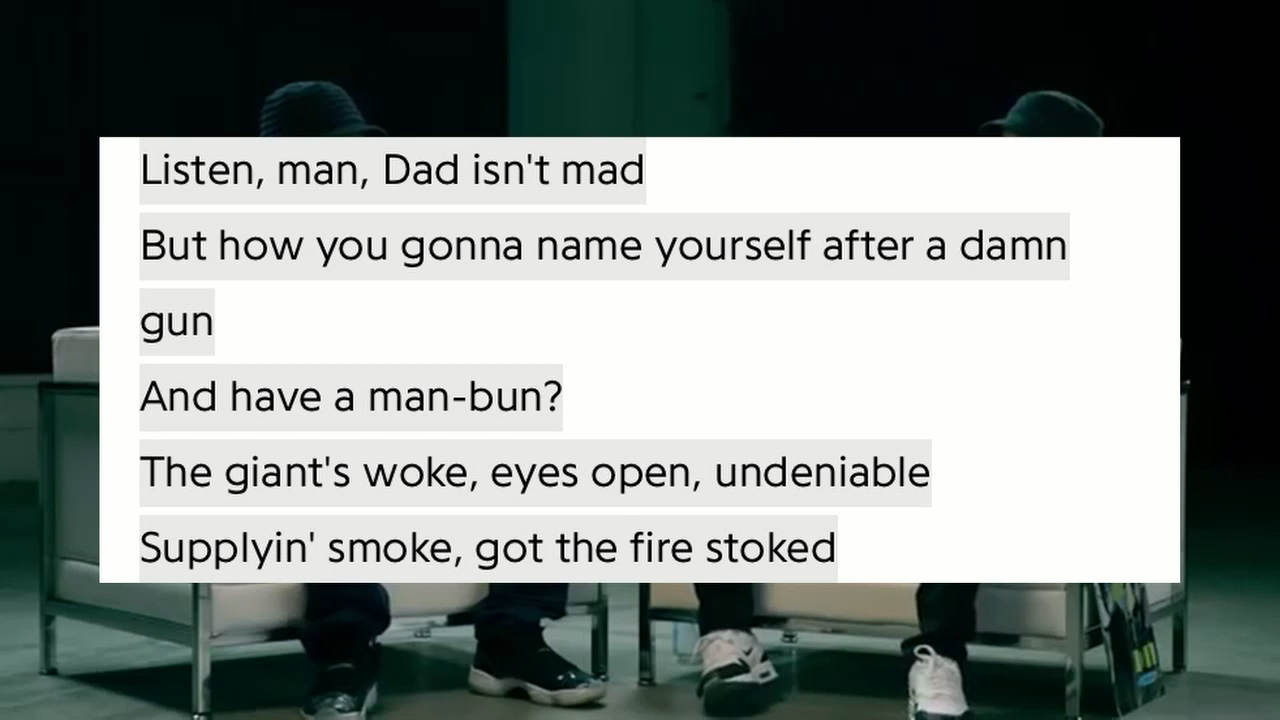 Listen, man, Dad isn't mad
But how you gonna name yourself after a damn
gun
And have a man-bun?
The giant's woke, eyes open, undeniable
Supplyin' smoke, got the fire stoked